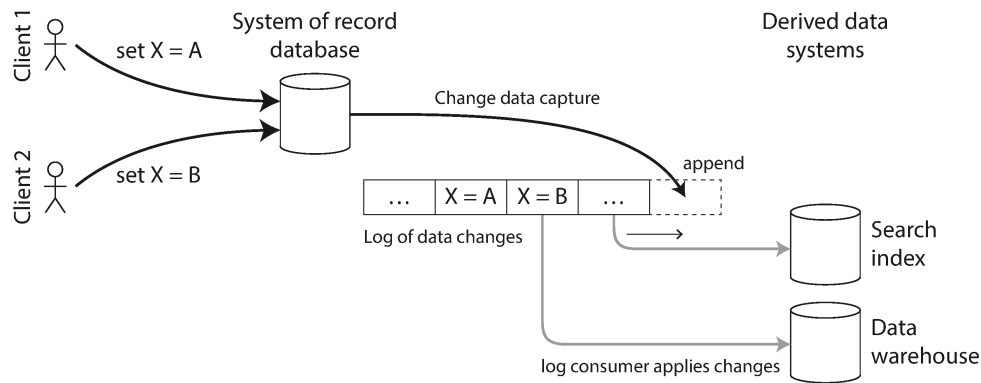 Client 1
set X = A
System of record
database
Derived data
systems
Change data capture
Client 2
set X = B
append
… X = A X = B …
Log of data changes
Search
index
Data
warehouse
log consumer applies changes